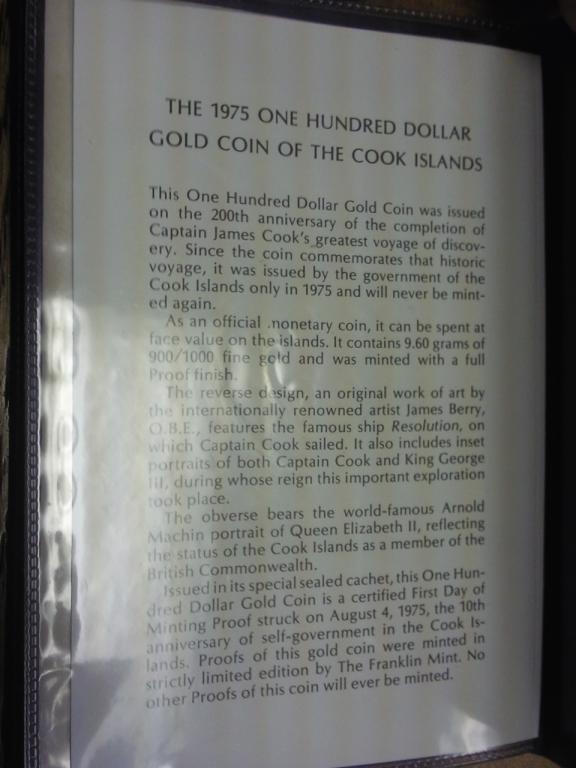 THE 1975 ONE HUNDRED DOLLAR
GOLD COIN OF THE COOK ISLANDS
This One Hundred Dollar Gold Coin was issued
on the 200th anniversary of the completion of
Captain James Cook's greatest voyage of discov-
ery. Since the coin commemorates that historic
voyage, it was issued by the government of the
Cook Islands only in 1975 and will never be mint-
ed again.
As an official .nonetary coin, it can be spent at
face value on the islands. It contains 9.60 grams of
900/1000 fine gold and was minted with a full
Proof finish.
The reverse design, an original work of art by
the internationally renowned artist James Berry,
O.B.E., features the famous ship Resolution, on
which Captain Cook sailed. It also includes inset
portraits of both Captain Cook and King George
III, during whose reign this important exploration
took place.
The obverse bears the world-famous Arnold
Machin portrait of Queen Elizabeth II, reflecting
the status of the Cook Islands as a member of the
British Commonwealth.
Issued in its special sealed cachet, this One Hun-
dred Dollar Gold Coin is a certified First Day of
Minting Proof struck on August 4, 1975, the 10th
anniversary of self-government in the Cook Is-
lands. Proofs of this gold coin were minted in
strictly limited edition by The Franklin Mint. No
other Proofs of this coin will ever be minted.